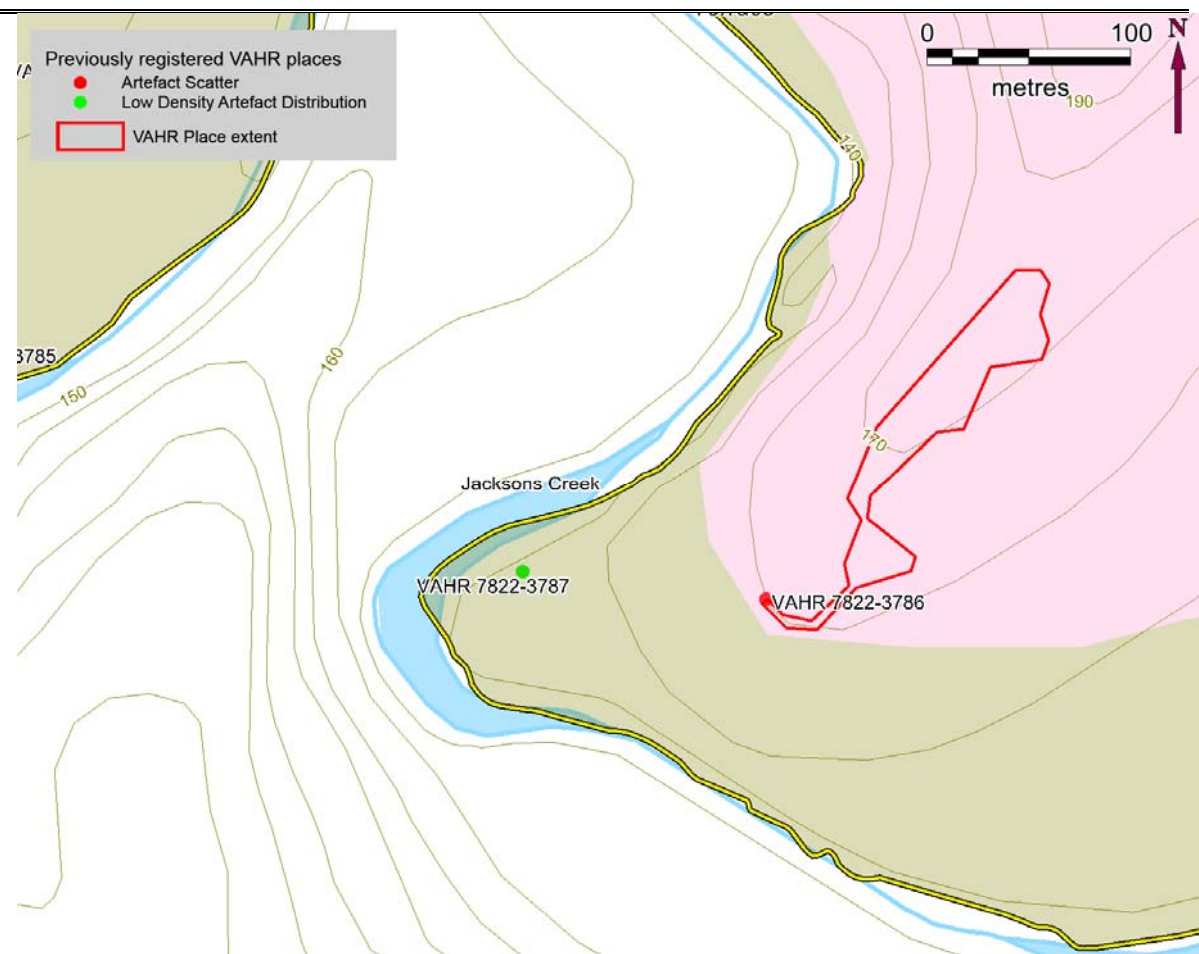 Previously registered VAHR places
Artefact Scatter
Low Density Artefact Distribution
VAHR Place extent
0 100
metres
N
190
140
160
3785
150
170
Jacksons Creek
VAHR 7822-3787
VAHR 7822-3786